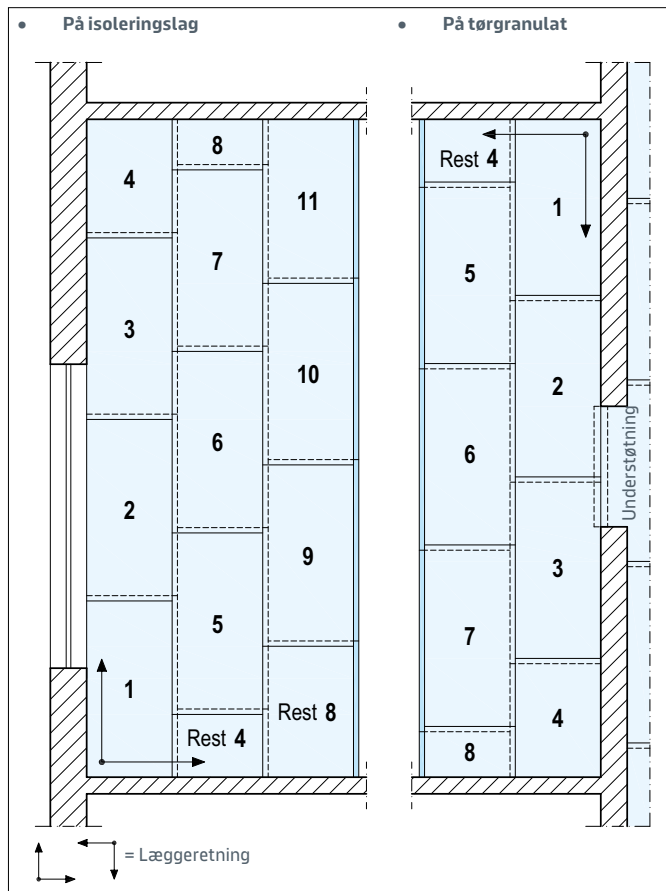 • På isoleringslag
• På tørgranulat
4
3
2
1
8
7
6
5
Rest 4
11
10
9
Rest 8
Rest 4
5
6
7
8
1
2
3
4
Understøtning
= Læggeretning